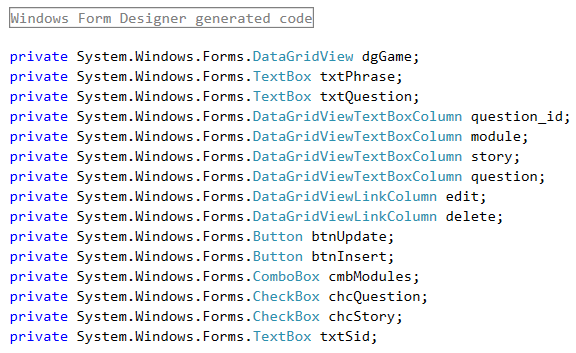 Windows Form Designer generated code
private System.Windows.Forms.DataGridView dgGame;
private System.Windows.Forms.TextBox txtPhrase;
private System.Windows.Forms.TextBox txtQuestion;
private System.Windows.Forms.DataGridViewTextBoxColumn question_id;
private System.Windows.Forms.DataGridViewTextBoxColumn module;
private System.Windows.Forms.DataGridViewTextBoxColumn story;
private System.Windows.Forms.DataGridViewTextBoxColumn question;
private System.Windows.Forms.DataGridViewLinkColumn edit;
private System.Windows.Forms.DataGridViewLinkColumn delete;
private System.Windows.Forms.Button btnUpdate;
private System.Windows.Forms.Button btnInsert;
private System.Windows.Forms.ComboBox cmbModules;
private System.Windows.Forms.CheckBox chcQuestion;
private System.Windows.Forms.CheckBox chcStory;
private System.Windows.Forms.TextBox txtSid;